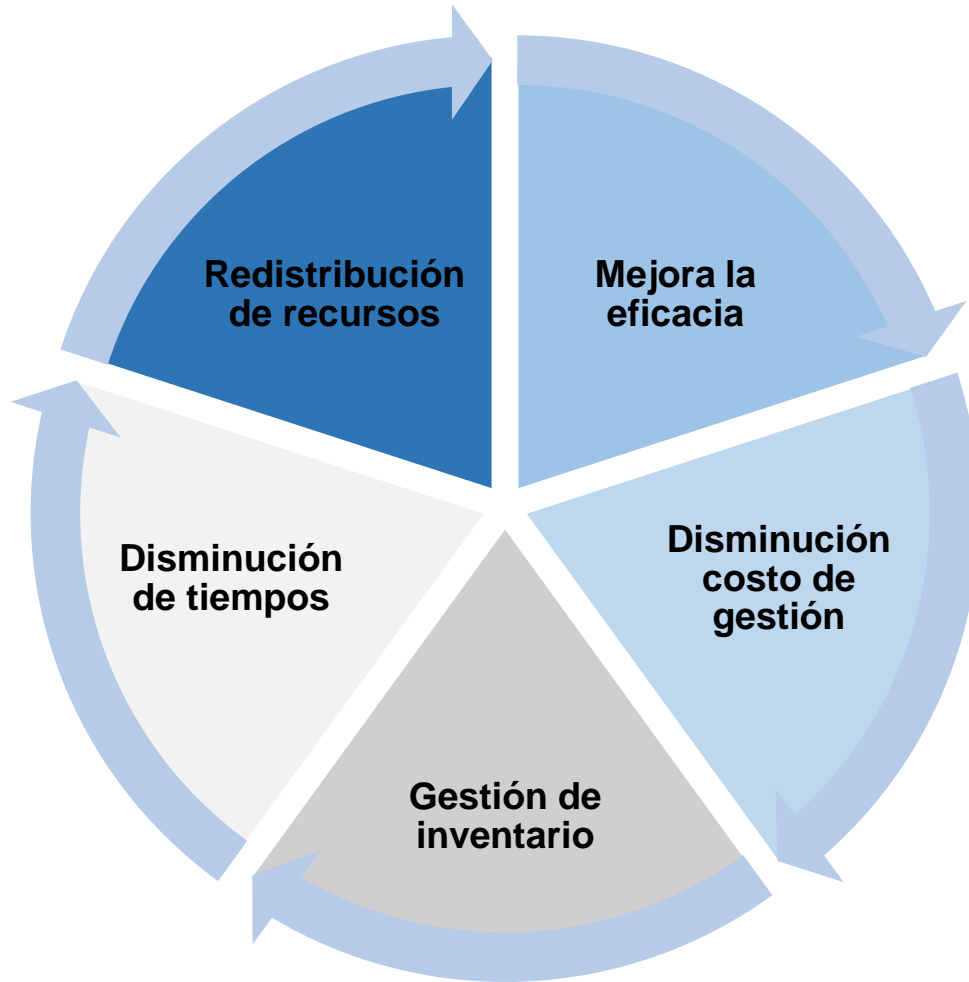 Redistribución
de recursos
Mejora la
eficacia
Disminución
costo de
gestión
Gestión de
inventario
Disminución
de tiempos